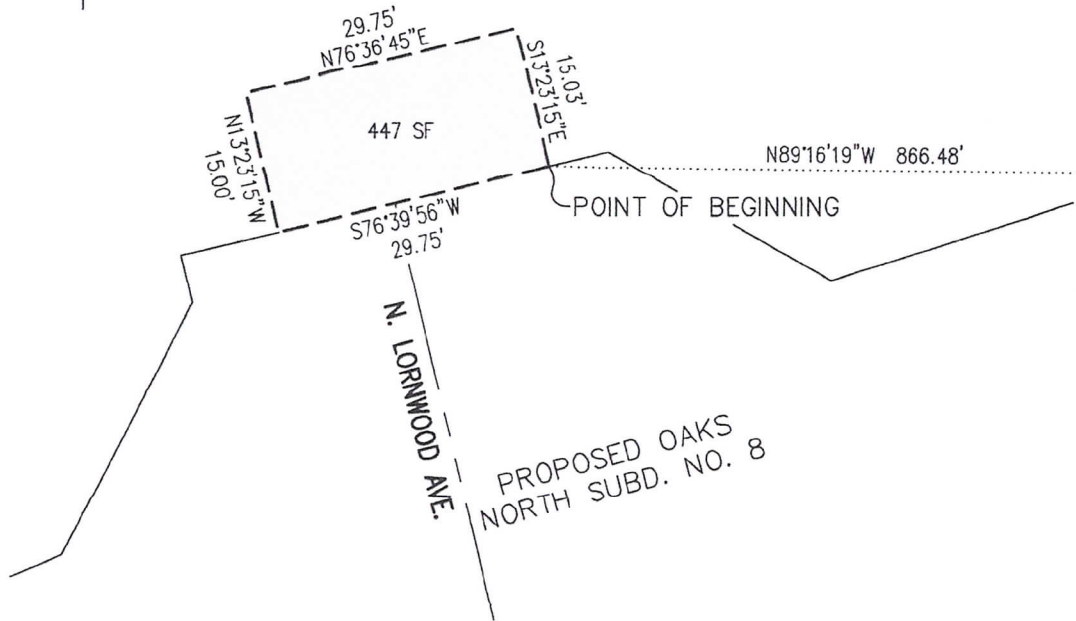 29.75'
N76°36'45"E
S13°23'15"E
15.03'
N13°23'15"W
15.00'
447 SF
N89°16'19"W 866.48'
POINT OF BEGINNING
S76°39'56"W
29.75'
N. LORNWOOD AVE.
PROPOSED OAKS
NORTH SUBD. NO. 8